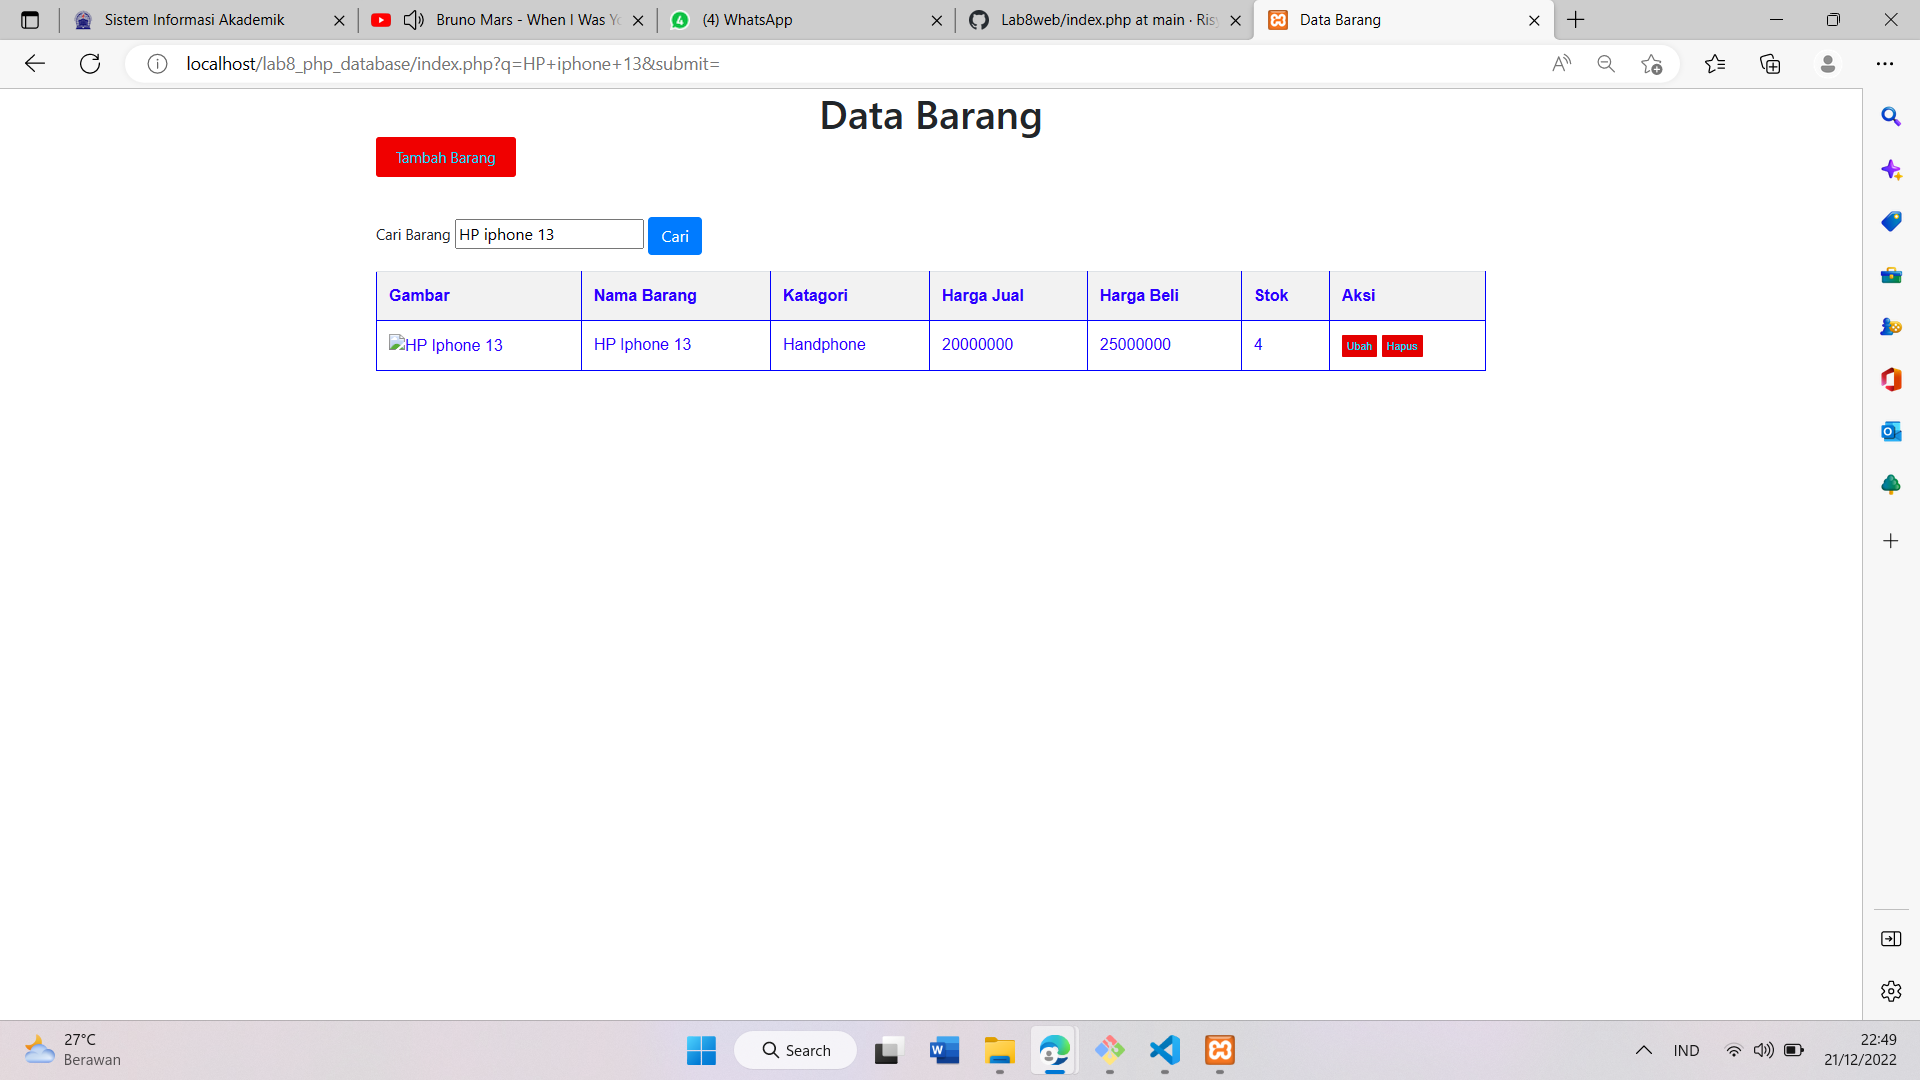 Sistem Informasi Akademik
Bruno Mars - When I Was Yo
(4) WhatsApp
Lab8web/index.php at main · Risy
Data Barang
localhost/lab8_php_database/index.php?q=HP+iphone+13&submit=
Data Barang
Tambah Barang
Cari Barang HP iphone 13 Cari
Gambar Nama Barang Katagori Harga Jual Harga Beli Stok Aksi
HP Iphone 13 HP Iphone 13 Handphone 20000000 25000000 4 Ubah Hapus
27°C
Berawan
Search
IND
22:49
21/12/2022